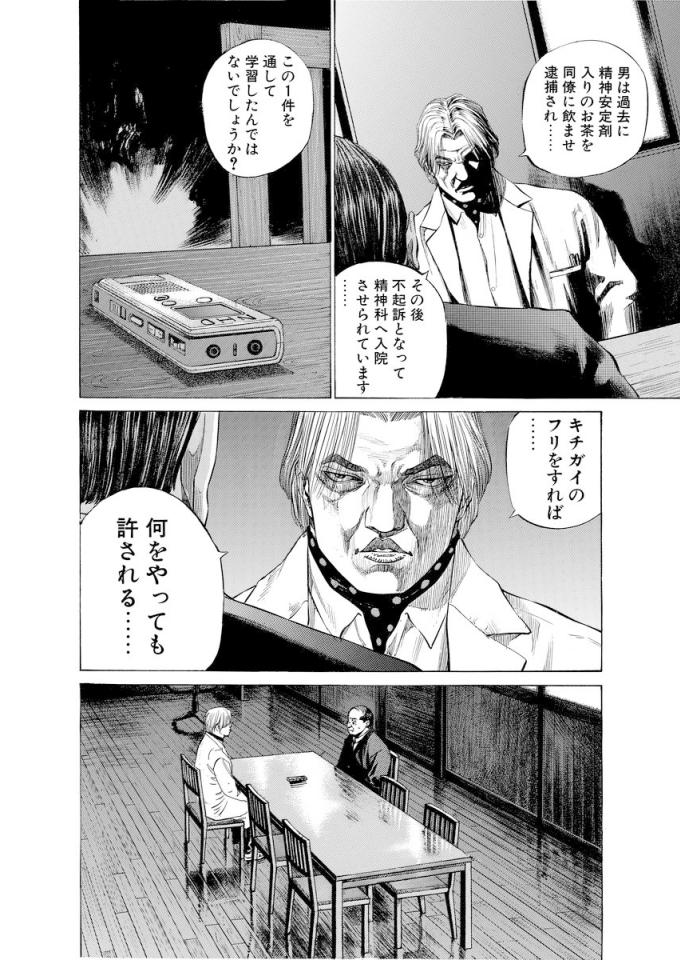 男は過去に
精神安定剤
入りのお茶を
同僚に飲ませ
逮捕され……
その後
不起訴となって
精神科へ入院
させられています
……
この1件を
通して
学習したんでは
ないでしょうか?
キチガイの
フリをすれば
……
何をやっても
許される……